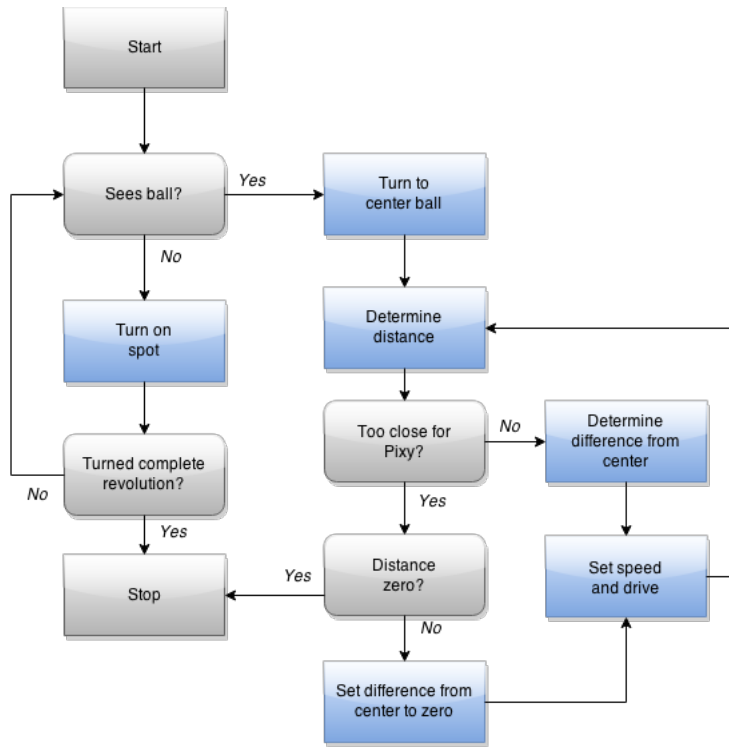 Start
Sees ball?
Yes
Turn to
center ball
No
Turn on
spot
Determine
distance
Turned complete
revolution?
No
Yes
Too close for
Pixy?
No
Determine
difference from
center
Yes
Stop
Yes
Distance
zero?
Set speed
and drive
No
Set difference from
center to zero